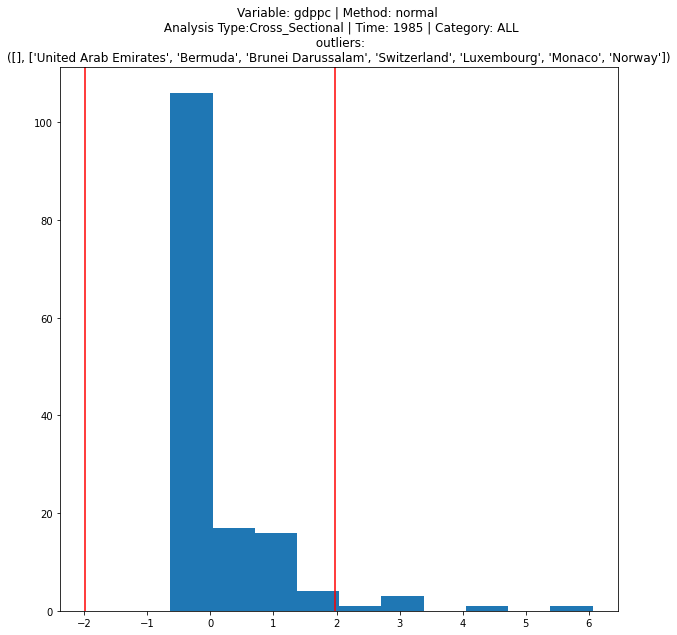 Variable: gdppc | Method: normal
Analysis Type:Cross_Sectional | Time: 1985 | Category: ALL
outliers:
([], ['United Arab Emirates', 'Bermuda', 'Brunei Darussalam', 'Switzerland', 'Luxembourg', 'Monaco', 'Norway'])
100
80
60
40
20
0
−2 −1 0 1 2 3 4 5 6